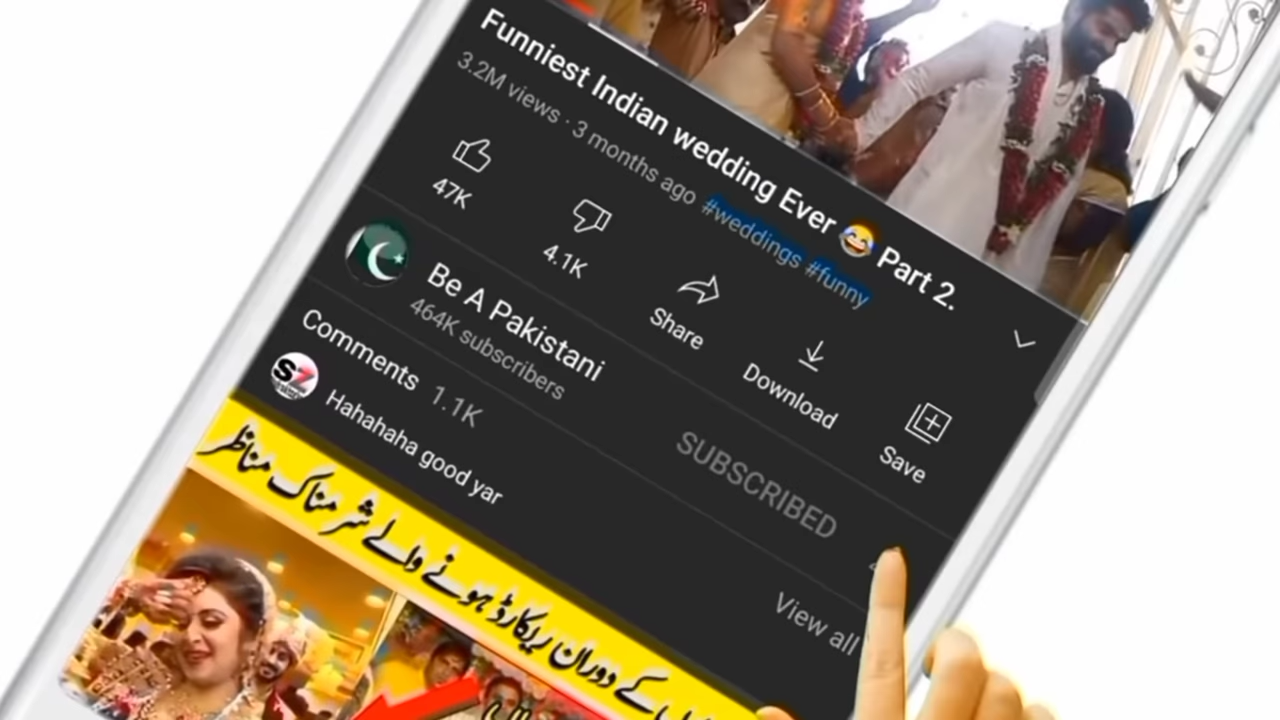 Funniest Indian wedding Ever 😂 Part 2.
3.2M views · 3 months ago #weddings #funny
47K
4.1K
Share
Download
Save
Be A Pakistani
464K subscribers
SUBSCRIBED
Comments 1.1K
S7
Hahahaha good yar
View all
کے دوران ریکارڈ ہونے والے شرمناک مناظر